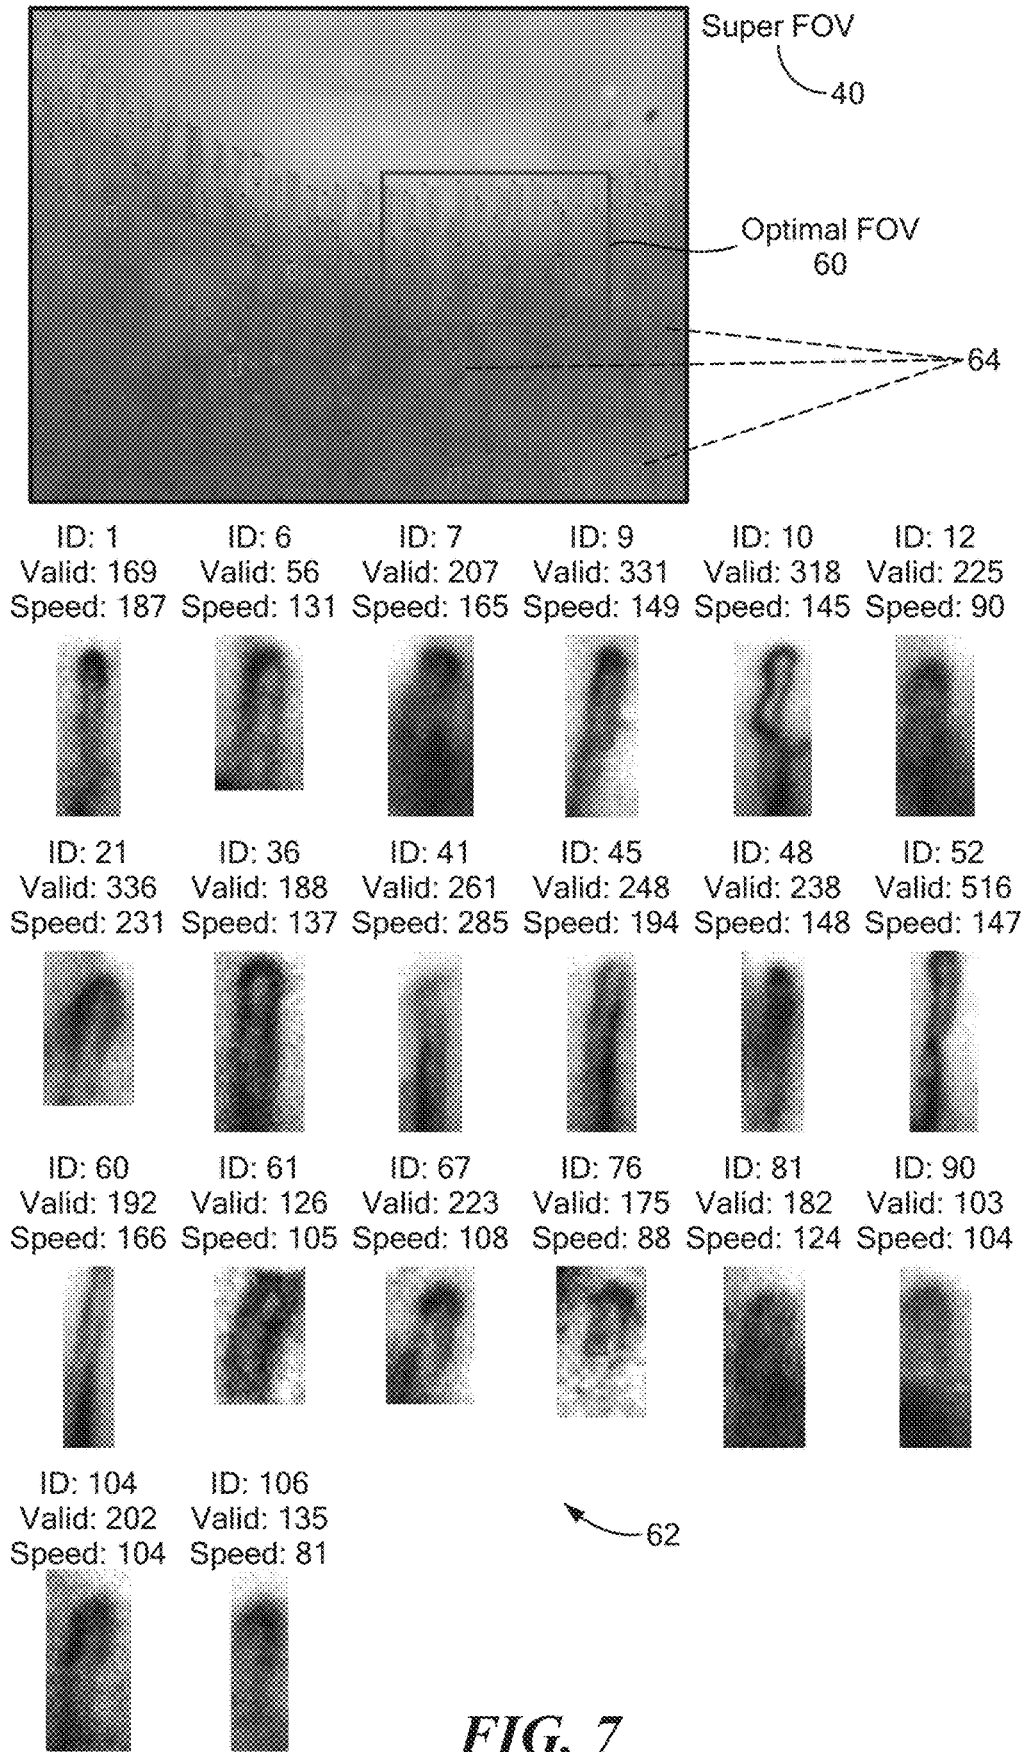 Super FOV
40
Optimal FOV
60
64
ID: 1 ID: 6 ID: 7 ID: 9 ID: 10 ID: 12
Valid: 169 Valid: 56 Valid: 207 Valid: 331 Valid: 318 Valid: 225
Speed: 187 Speed: 131 Speed: 165 Speed: 149 Speed: 145 Speed: 90
ID: 21 ID: 36 ID: 41 ID: 45 ID: 48 ID: 52
Valid: 336 Valid: 188 Valid: 261 Valid: 248 Valid: 238 Valid: 516
Speed: 231 Speed: 137 Speed: 285 Speed: 194 Speed: 148 Speed: 147
ID: 60 ID: 61 ID: 67 ID: 76 ID: 81 ID: 90
Valid: 192 Valid: 126 Valid: 223 Valid: 175 Valid: 182 Valid: 103
Speed: 166 Speed: 105 Speed: 108 Speed: 88 Speed: 124 Speed: 104
ID: 104 ID: 106
Valid: 202 Valid: 135
Speed: 104 Speed: 81
62
FIG. 7